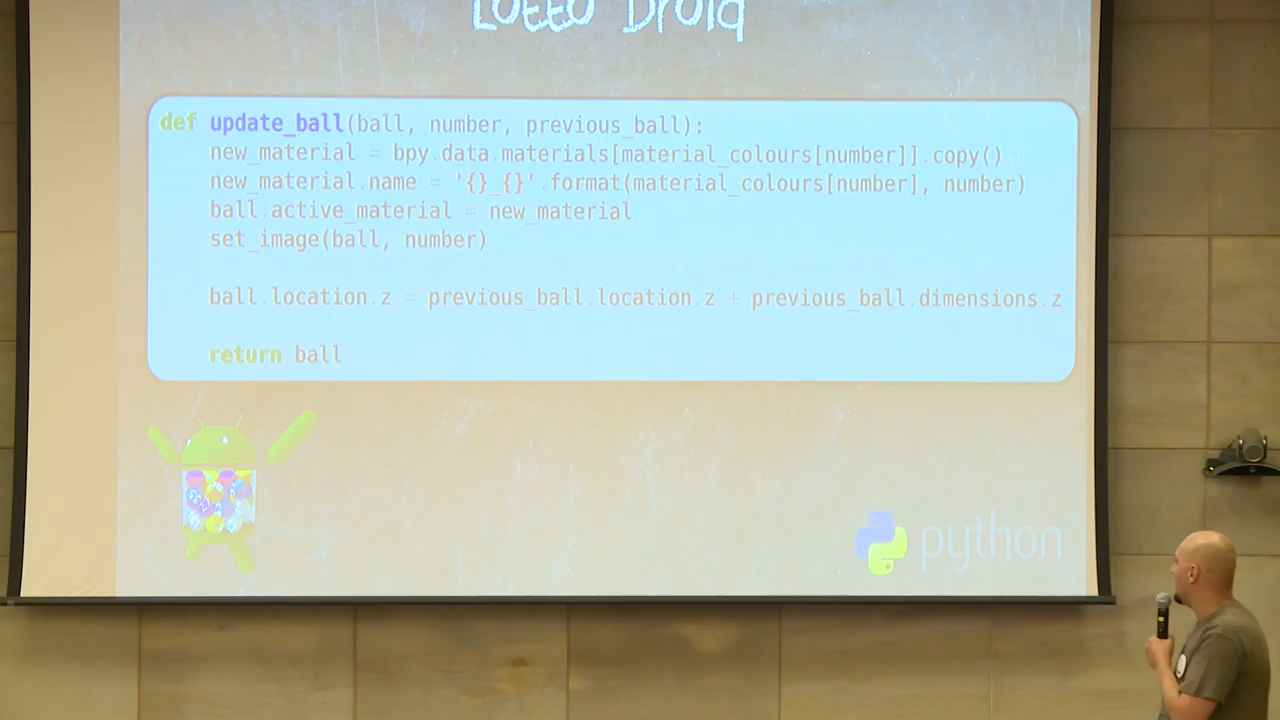 Lotto Droid
def update_ball(ball, number, previous_ball):
new_material = bpy.data.materials[material_colours[number]].copy()
new_material.name = '{}_{}'.format(material_colours[number], number)
ball.active_material = new_material
set_image(ball, number)
ball.location.z = previous_ball.location.z + previous_ball.dimensions.z
return ball
python